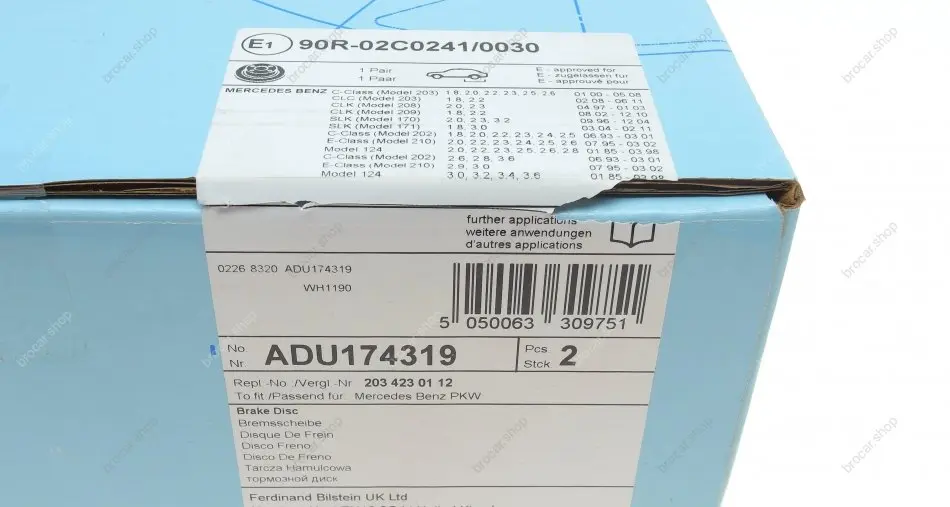 E1 90R-02C0241/0030
1 Pair
1 Paar
E - approved for
E - zugelassen für
E - approuvé pour
MERCEDES BENZ C-Class (Model 203) 1.8, 2.0, 2.2, 2.3, 2.5, 2.6 01.00 - 05.08
CLC (Model 203) 1.8, 2.2 02.08 - 06.11
CLK (Model 208) 2.0, 2.3 04.97 - 01.03
CLK (Model 209) 1.8, 2.2 08.02 - 12.10
SLK (Model 170) 2.0, 2.3, 3.2 09.96 - 12.04
SLK (Model 171) 1.8, 3.0 03.04 - 02.11
C-Class (Model 202) 1.8, 2.0, 2.2, 2.3, 2.4, 2.5 06.93 - 03.01
E-Class (Model 210) 2.0, 2.2, 2.3, 2.4, 2.5, 2.6 07.95 - 03.02
Model 124 2.0, 2.2, 2.3, 2.5, 2.6, 2.8 01.85 - 03.98
C-Class (Model 202) 2.6, 2.8, 3.6 06.93 - 03.01
E-Class (Model 210) 2.9, 3.0 07.95 - 03.02
Model 124 3.0, 3.2, 3.4, 3.6 01.85 - 03.98
further applications
weitere anwendungen
d'autres applications
0226 8320 ADU174319
WH1190
5 050063 309751
No.
Nr
ADU174319
Pcs
Stck
2
Repl.-No./Vergl.-Nr 203 423 01 12
To fit /Passend für: Mercedes Benz PKW
Brake Disc
Bremsscheibe
Disque De Frein
Disco Freno
Disco De Freno
Tarcza Hamulcowa
тормозной диск
Ferdinand Bilstein UK Ltd
brocar.shop